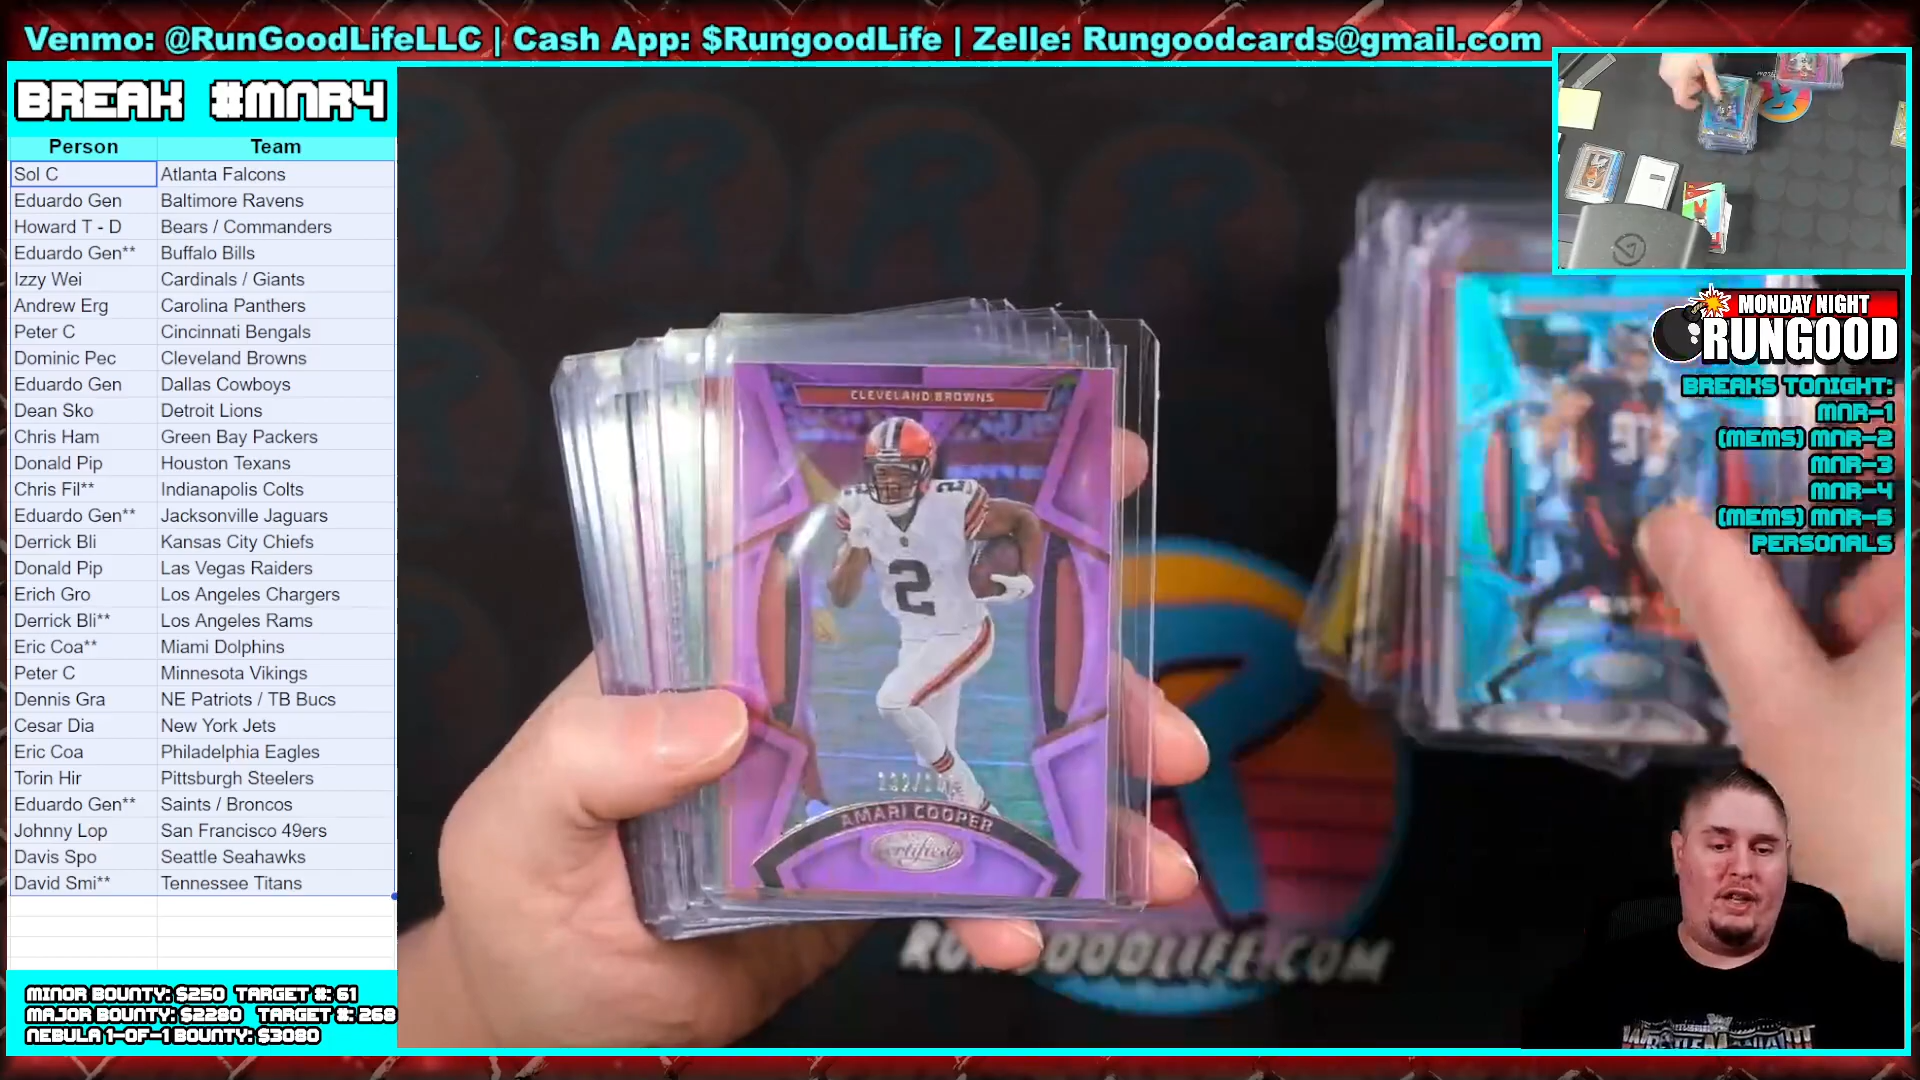 Venmo: @RunGoodLifeLLC | Cash App: $RungoodLife | Zelle: Rungoodcards@gmail.com
BREAK #MNR4
Person Team
Sol C Atlanta Falcons
Eduardo Gen Baltimore Ravens
Howard T - D Bears / Commanders
Eduardo Gen** Buffalo Bills
Izzy Wei Cardinals / Giants
Andrew Erg Carolina Panthers
Peter C Cincinnati Bengals
Dominic Pec Cleveland Browns
Eduardo Gen Dallas Cowboys
Dean Sko Detroit Lions
Chris Ham Green Bay Packers
Donald Pip Houston Texans
Chris Fil** Indianapolis Colts
Eduardo Gen** Jacksonville Jaguars
Derrick Bli Kansas City Chiefs
Donald Pip Las Vegas Raiders
Erich Gro Los Angeles Chargers
Derrick Bli** Los Angeles Rams
Eric Coa** Miami Dolphins
Peter C Minnesota Vikings
Dennis Gra NE Patriots / TB Bucs
Cesar Dia New York Jets
Eric Coa Philadelphia Eagles
Torin Hir Pittsburgh Steelers
Eduardo Gen** Saints / Broncos
Johnny Lop San Francisco 49ers
Davis Spo Seattle Seahawks
David Smi** Tennessee Titans
MINOR BOUNTY: $250 TARGET #: 61
MAJOR BOUNTY: $2280 TARGET #: 268
NEBULA 1-OF-1 BOUNTY: $3080
CLEVELAND BROWNS
2
2
AMARI COOPER
Certified
RUNGOODLIFE.COM
MONDAY NIGHT
RUNGOOD
BREAKS TONIGHT:
MNR-1
(MEMS) MNR-2
MNR-3
MNR-4
(MEMS) MNR-5
PERSONALS